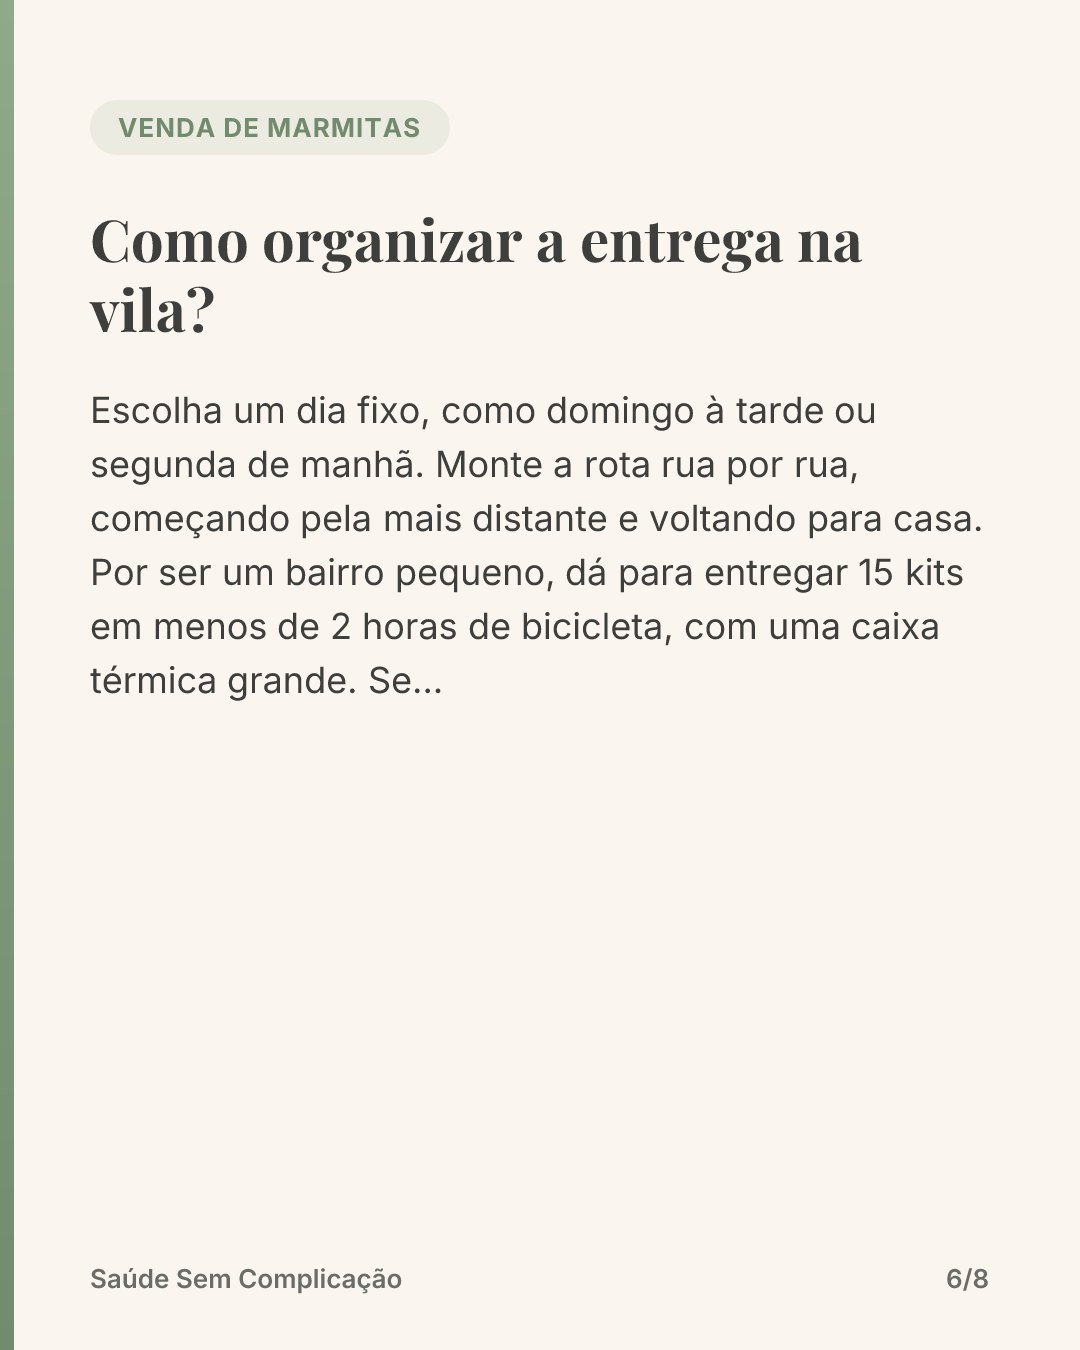 VENDA DE MARMITAS
Como organizar a entrega na
vila?
Escolha um dia fixo, como domingo à tarde ou
segunda de manhã. Monte a rota rua por rua,
começando pela mais distante e voltando para casa.
Por ser um bairro pequeno, dá para entregar 15 kits
em menos de 2 horas de bicicleta, com uma caixa
térmica grande. Se...
Saúde Sem Complicação
6/8